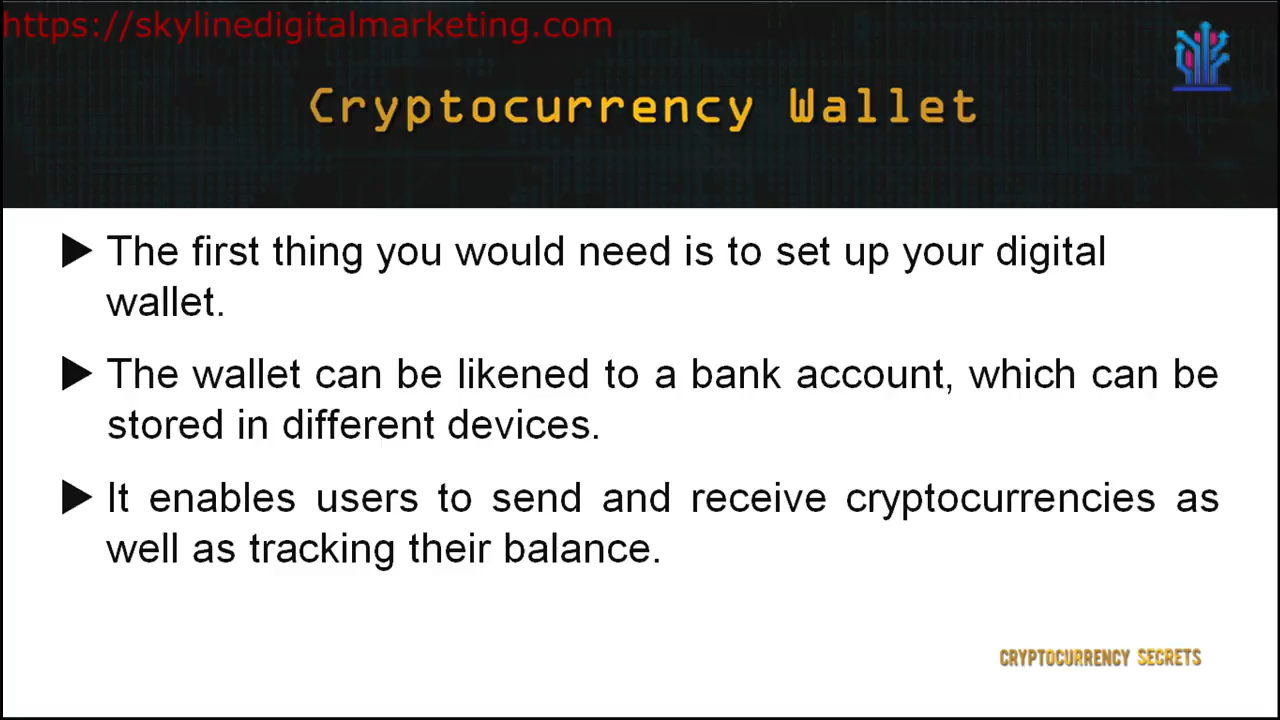 https://skylinedigitalmarketing.com
Cryptocurrency Wallet
The first thing you would need is to set up your digital
wallet.
The wallet can be likened to a bank account, which can be
stored in different devices.
It enables users to send and receive cryptocurrencies as
well as tracking their balance.
CRYPTOCURRENCY SECRETS